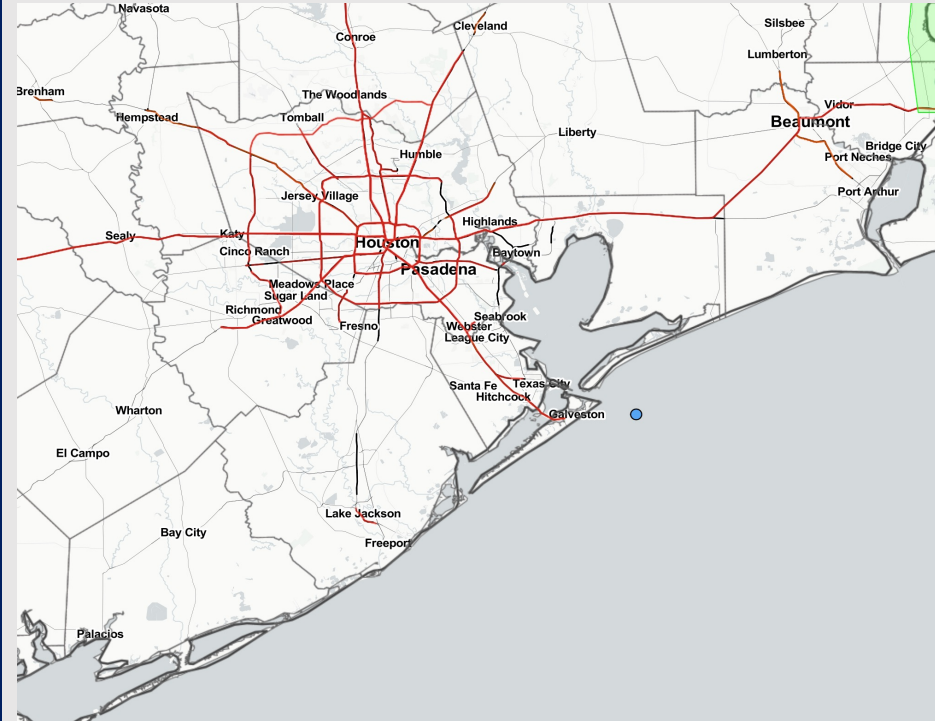 Navasota
Cleveland
Silsbee
Conroe
Lumberton
Brenham
The Woodlands
Vidor
Hempstead
Tomball
Beaumont
Liberty
Bridge City
Humble
Port Neches
Port Arthur
Jersey Village
Highlands
Sealy
Katy
Houston
Cinco Ranch
Baytown
Pasadena
Meadows Place
Sugar Land
Richmond
Greatwood
Seabrook
Fresno
Webster
League City
Santa Fe
Texas City
Hitchcock
Wharton
Galveston
El Campo
Lake Jackson
Bay City
Freeport
Palacios